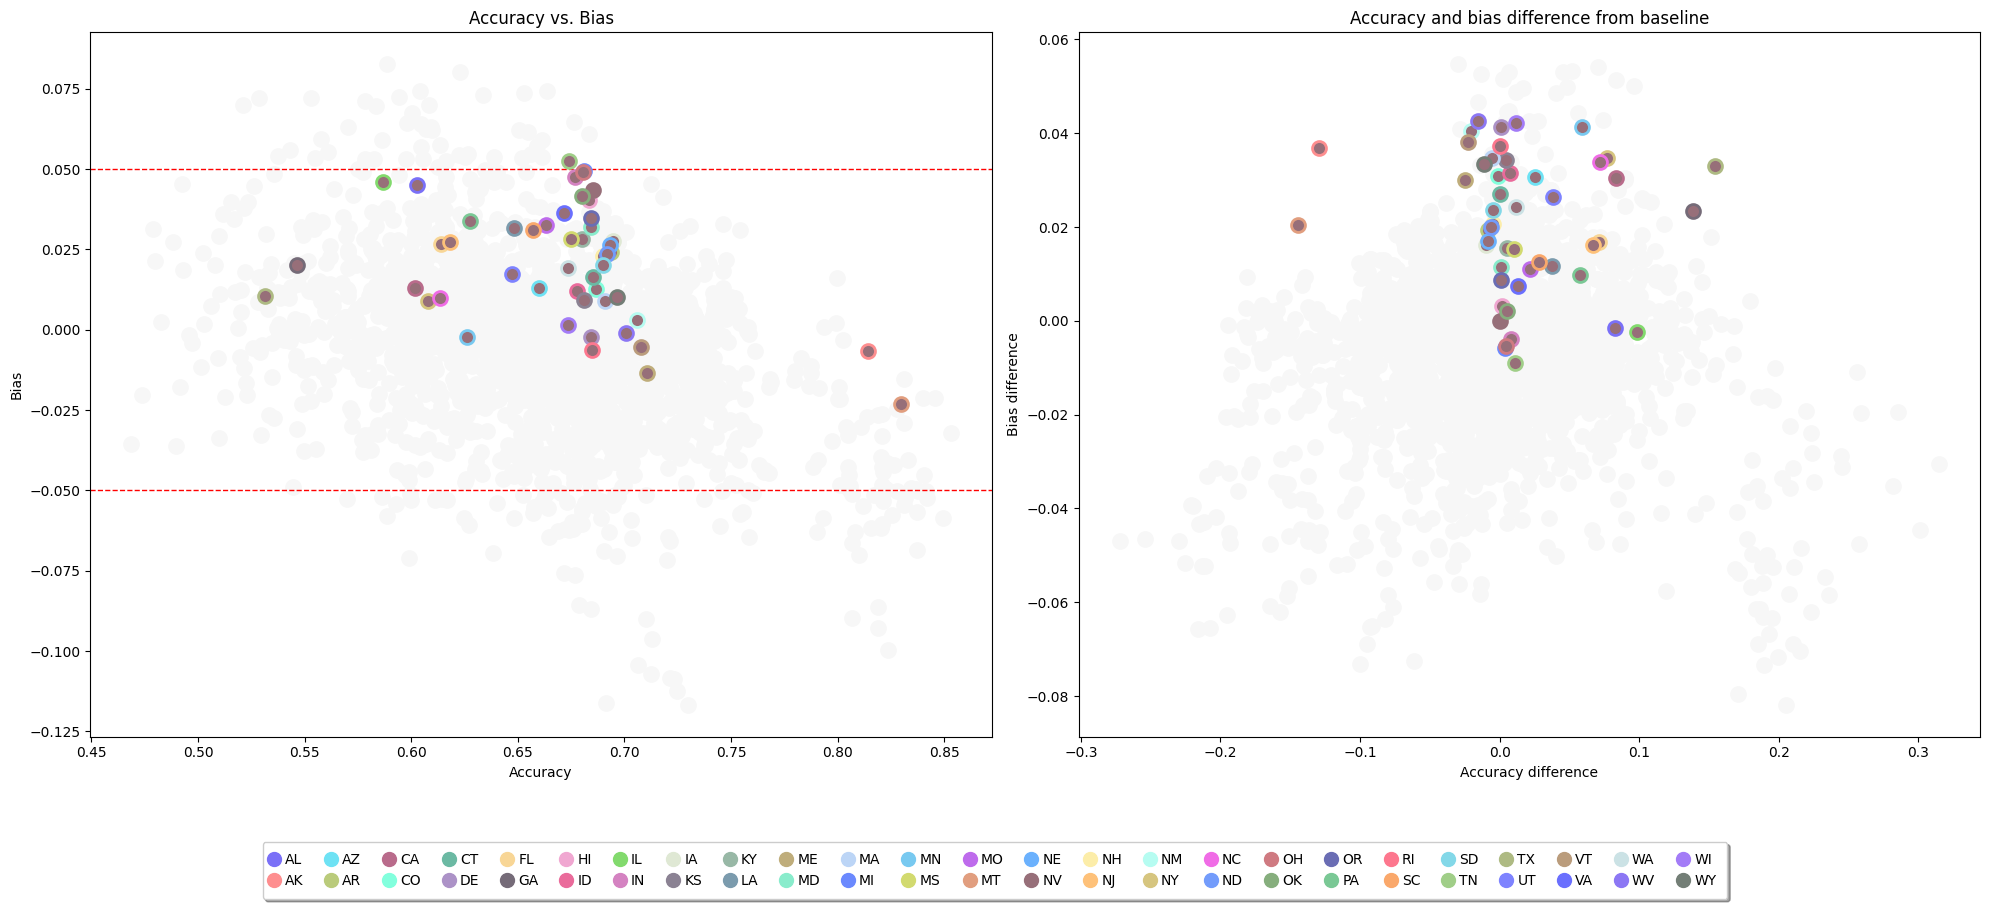 Accuracy vs. Bias
0.075
0.050
0.025
0.000
−0.025
−0.050
−0.075
−0.100
−0.125
Bias
0.45 0.50 0.55 0.60 0.65 0.70 0.75 0.80 0.85
Accuracy
Accuracy and bias difference from baseline
0.06
0.04
0.02
0.00
−0.02
−0.04
−0.06
−0.08
Bias difference
−0.3 −0.2 −0.1 0.0 0.1 0.2 0.3
Accuracy difference
AL AZ CA CT FL HI IL IA KY ME MA MN MO NE NH NM NC OH OR RI SD TX VT WA WI
AK AR CO DE GA ID IN KS LA MD MI MS MT NV NJ NY ND OK PA SC TN UT VA WV WY